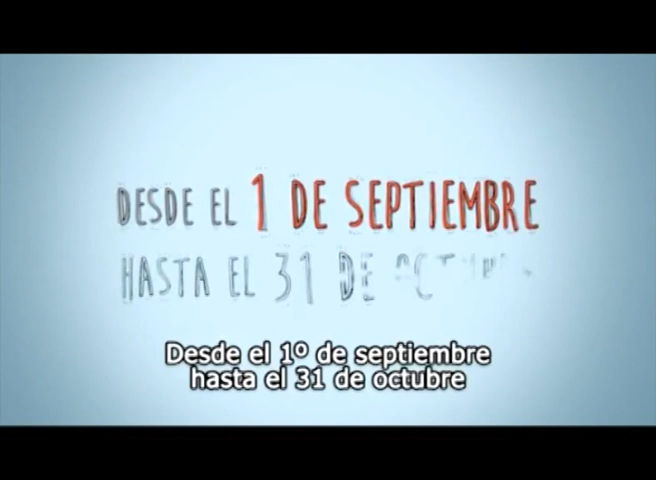 DESDE EL 1 DE SEPTIEMBRE
HASTA EL 31 DE
Desde el 1º de septiembre
hasta el 31 de octubre